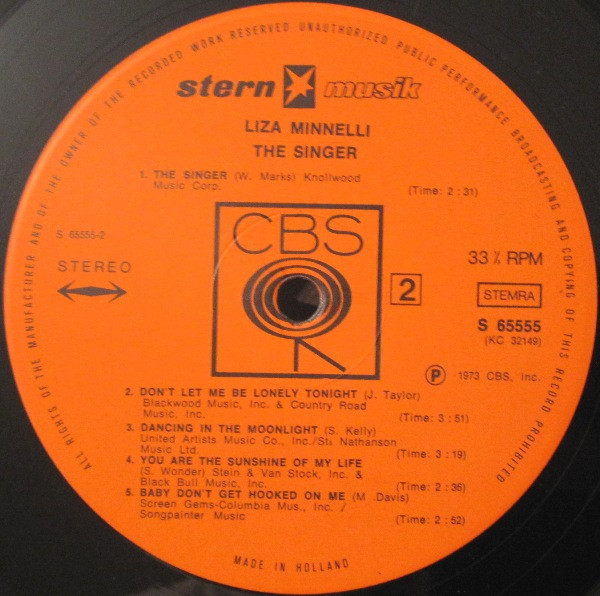 ALL RIGHTS OF THE MANUFACTURER AND OF THE OWNER OF THE RECORDED WORK RESERVED UNAUTHORIZED PUBLIC PERFORMANCE BROADCASTING AND COPYING OF THIS RECORD PROHIBITED
stern musik
LIZA MINNELLI
THE SINGER
1. THE SINGER (W. Marks) Knollwood
Music Corp. (Time: 2:31)
CBS
S 65555-2
STEREO
2
33⅓ RPM
STEMRA
S 65555
(KC 32149)
Ⓟ 1973 CBS, Inc.
2. DON'T LET ME BE LONELY TONIGHT (J. Taylor)
Blackwood Music, Inc. & Country Road
Music, Inc. (Time: 3:51)
3. DANCING IN THE MOONLIGHT (S. Kelly)
United Artists Music Co., Inc./St. Nathanson
Music Ltd. (Time: 3:19)
4. YOU ARE THE SUNSHINE OF MY LIFE
(S. Wonder) Stein & Van Stock, Inc. &
Black Bull Music, Inc. (Time: 2:36)
5. BABY DON'T GET HOOKED ON ME (M .Davis)
Screen Gems-Columbia Mus., Inc. /
Songpainter Music (Time: 2:52)
MADE IN HOLLAND